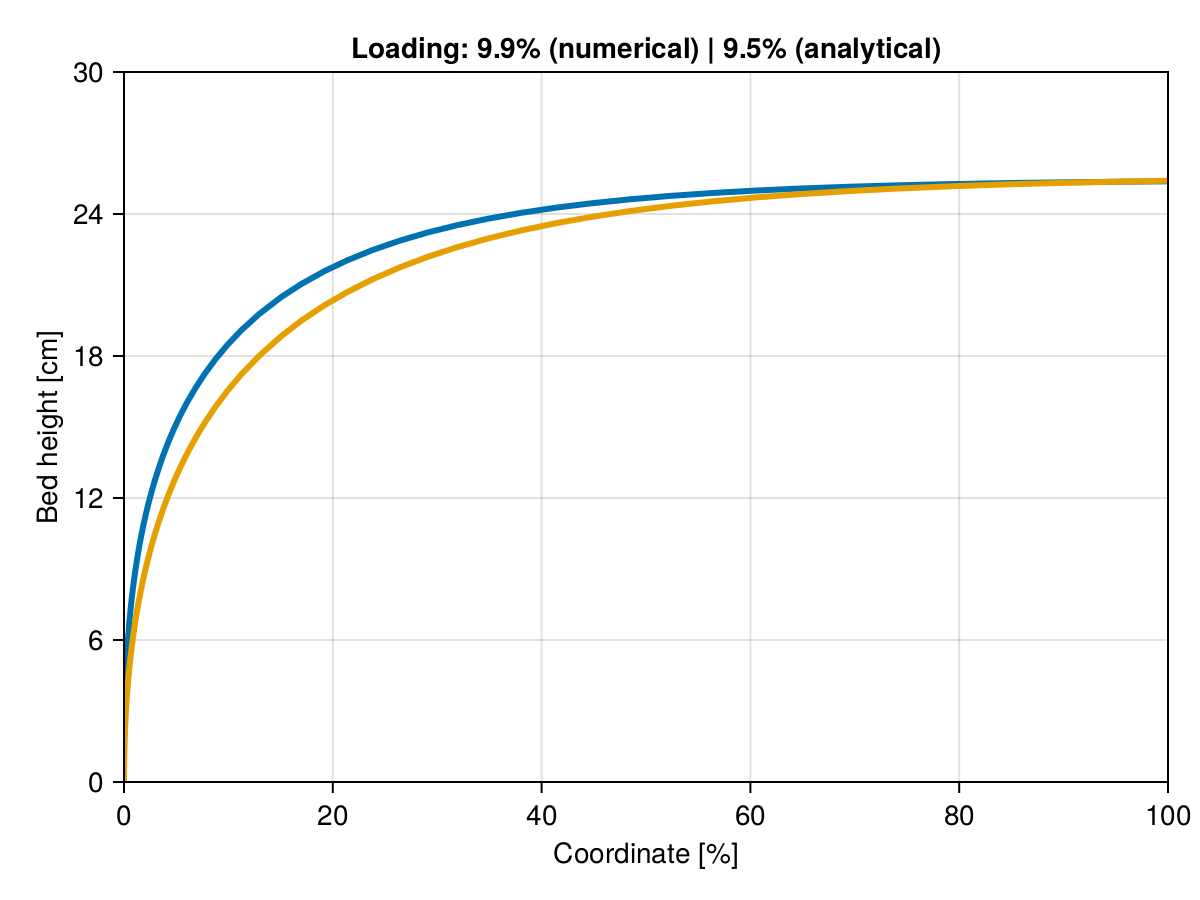 Loading: 9.9% (numerical) | 9.5% (analytical)
30
24
18
12
6
0
Bed height [cm]
0 20 40 60 80 100
Coordinate [%]